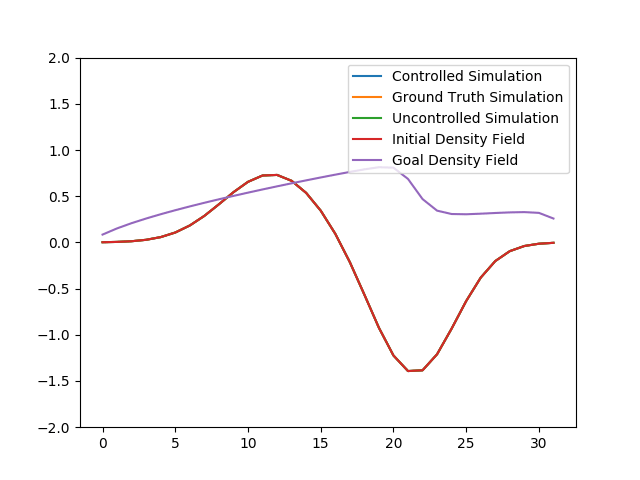 2.0
1.5
1.0
0.5
0.0
−0.5
−1.0
−1.5
−2.0
0 5 10 15 20 25 30
Controlled Simulation
Ground Truth Simulation
Uncontrolled Simulation
Initial Density Field
Goal Density Field